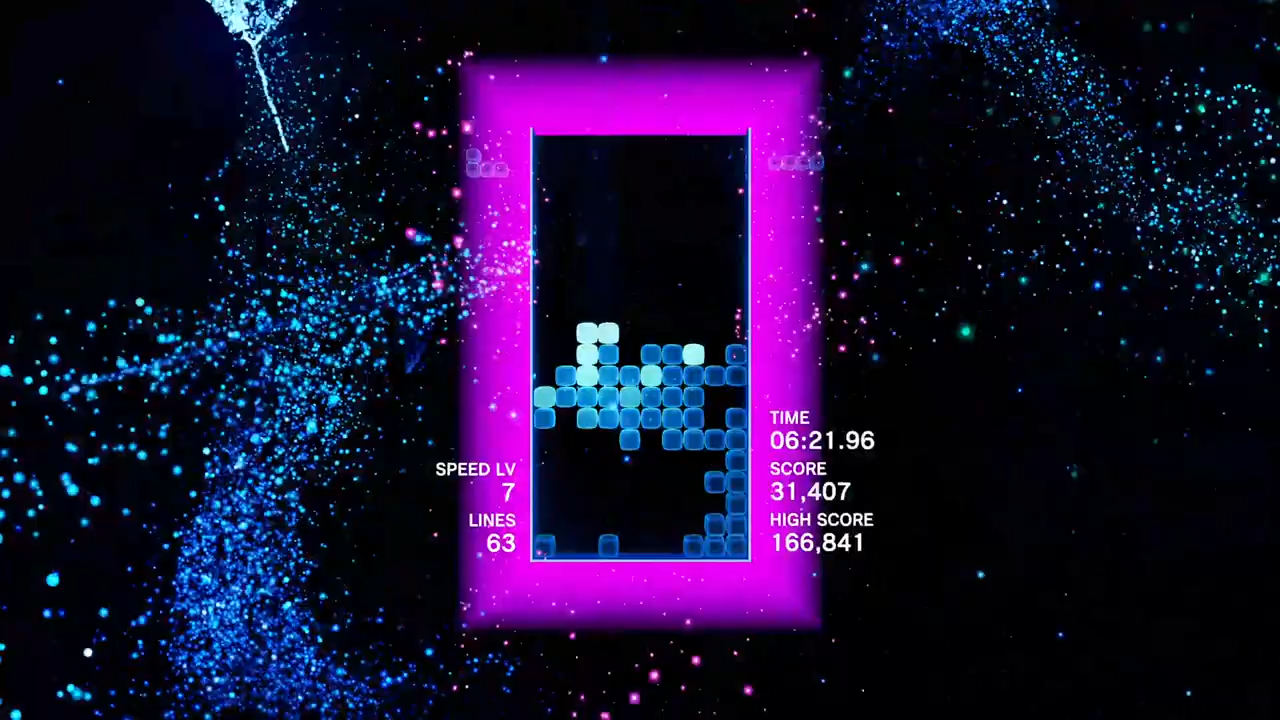 SPEED LV
7
LINES
63
TIME
06:21.96
SCORE
31,407
HIGH SCORE
166,841